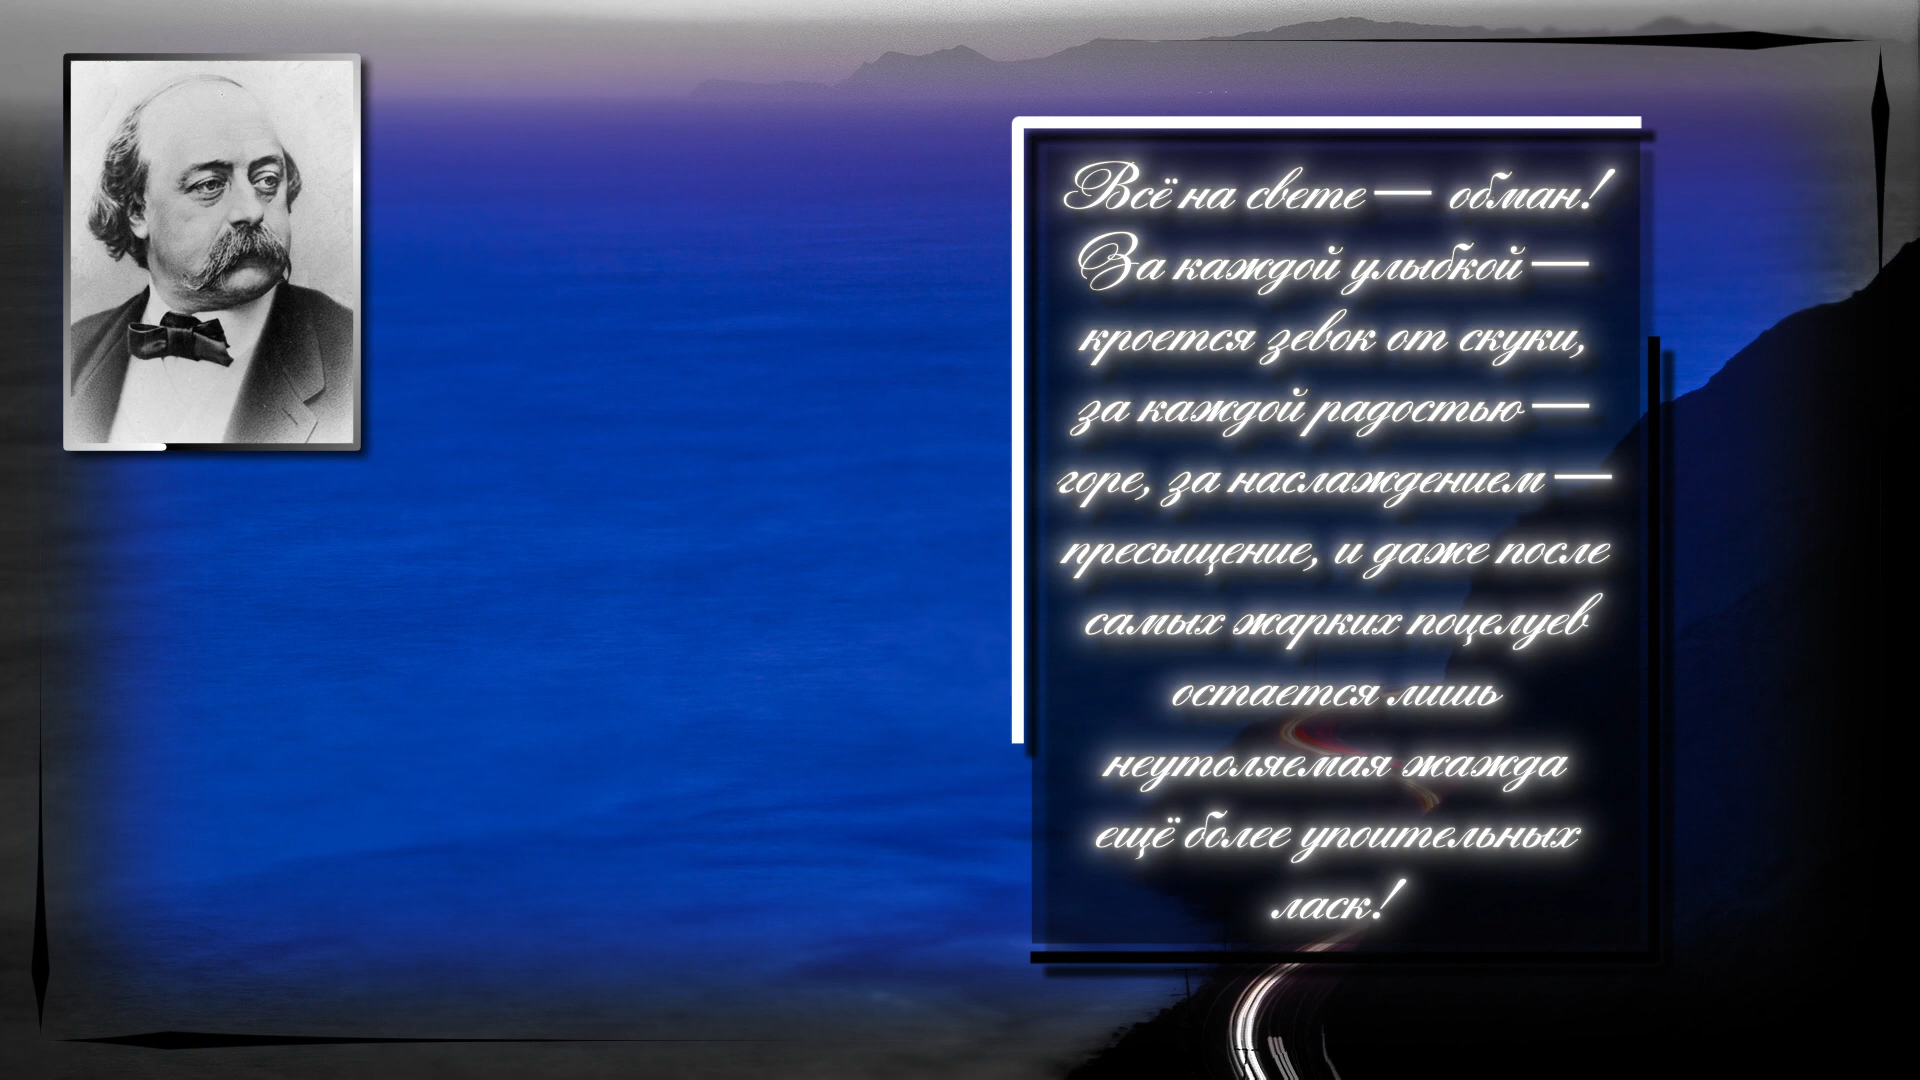 Всё на свете — обман!
За каждой улыбкой —
кроется зевок от скуки,
за каждой радостью —
горе, за наслаждением —
пресыщение, и даже после
самых жарких поцелуев
остается лишь
неутоляемая жажда
ещё более упоительных
ласк!